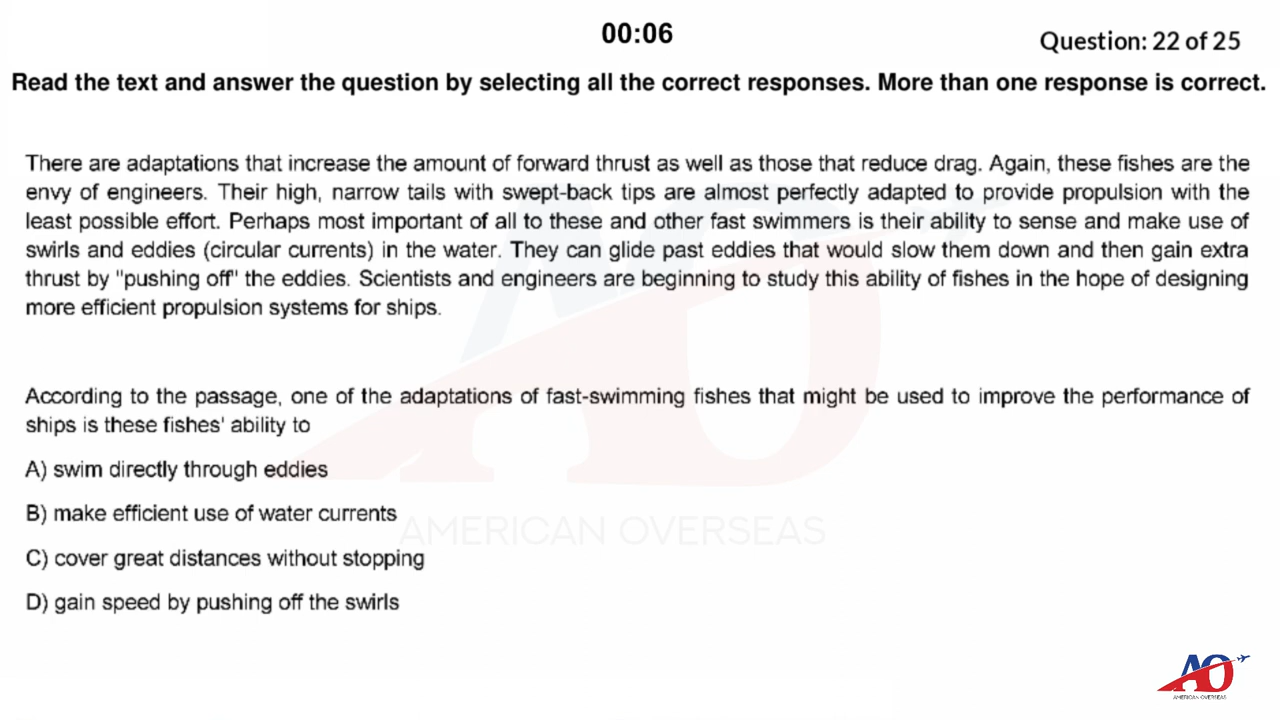 00:06
Question: 22 of 25
Read the text and answer the question by selecting all the correct responses. More than one response is correct.
There are adaptations that increase the amount of forward thrust as well as those that reduce drag. Again, these fishes are the
envy of engineers. Their high, narrow tails with swept-back tips are almost perfectly adapted to provide propulsion with the
least possible effort. Perhaps most important of all to these and other fast swimmers is their ability to sense and make use of
swirls and eddies (circular currents) in the water. They can glide past eddies that would slow them down and then gain extra
thrust by "pushing off" the eddies. Scientists and engineers are beginning to study this ability of fishes in the hope of designing
more efficient propulsion systems for ships.
According to the passage, one of the adaptations of fast-swimming fishes that might be used to improve the performance of
ships is these fishes' ability to
A) swim directly through eddies
B) make efficient use of water currents
AMERICAN OVERSEAS
C) cover great distances without stopping
D) gain speed by pushing off the swirls
AO
AMERICAN OVERSEAS